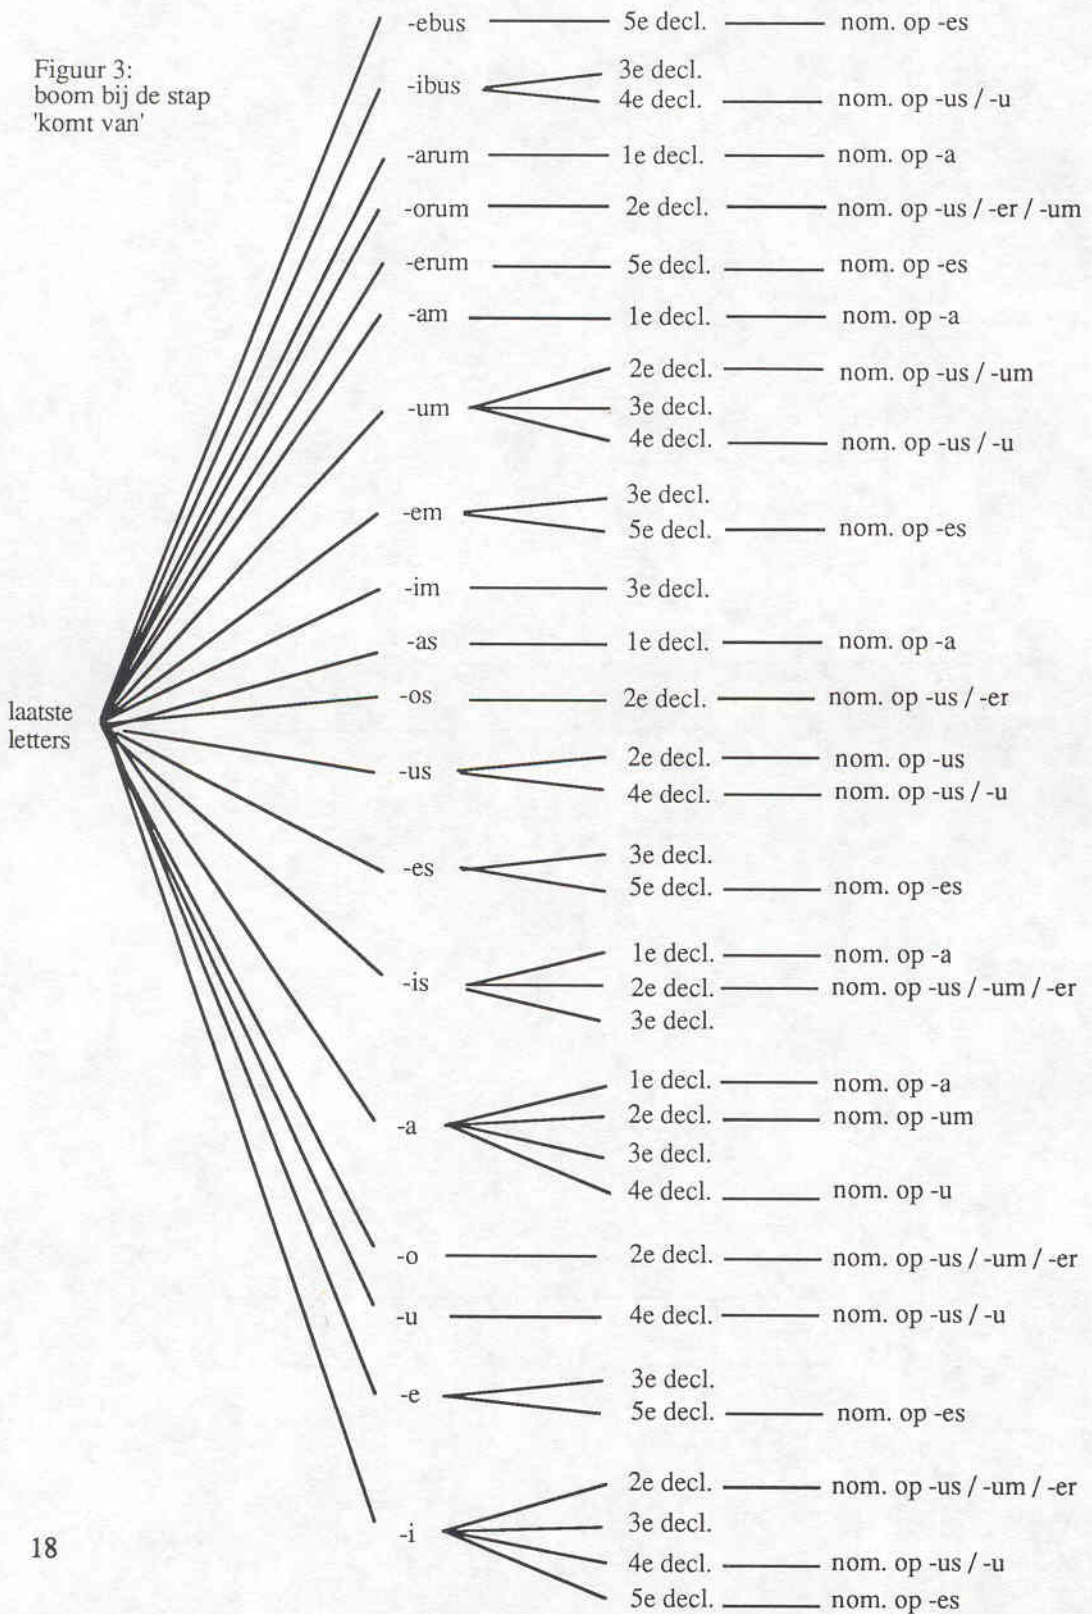 Figuur 3:
boom bij de stap
'komt van'
laatste
letters
-ebus 5e decl. nom. op -es
-ibus 3e decl.
4e decl. nom. op -us / -u
-arum 1e decl. nom. op -a
-orum 2e decl. nom. op -us / -er / -um
-erum 5e decl. nom. op -es
-am 1e decl. nom. op -a
-um 2e decl. nom. op -us / -um
3e decl.
4e decl. nom. op -us / -u
-em 3e decl.
5e decl. nom. op -es
-im 3e decl.
-as 1e decl. nom. op -a
-os 2e decl. nom. op -us / -er
-us 2e decl. nom. op -us
4e decl. nom. op -us / -u
-es 3e decl.
5e decl. nom. op -es
-is 1e decl. nom. op -a
2e decl. nom. op -us / -um / -er
3e decl.
-a 1e decl. nom. op -a
2e decl. nom. op -um
3e decl.
4e decl. nom. op -u
-o 2e decl. nom. op -us / -um / -er
-u 4e decl. nom. op -us / -u
-e 3e decl.
5e decl. nom. op -es
-i 2e decl. nom. op -us / -um / -er
3e decl.
4e decl. nom. op -us / -u
5e decl. nom. op -es
18